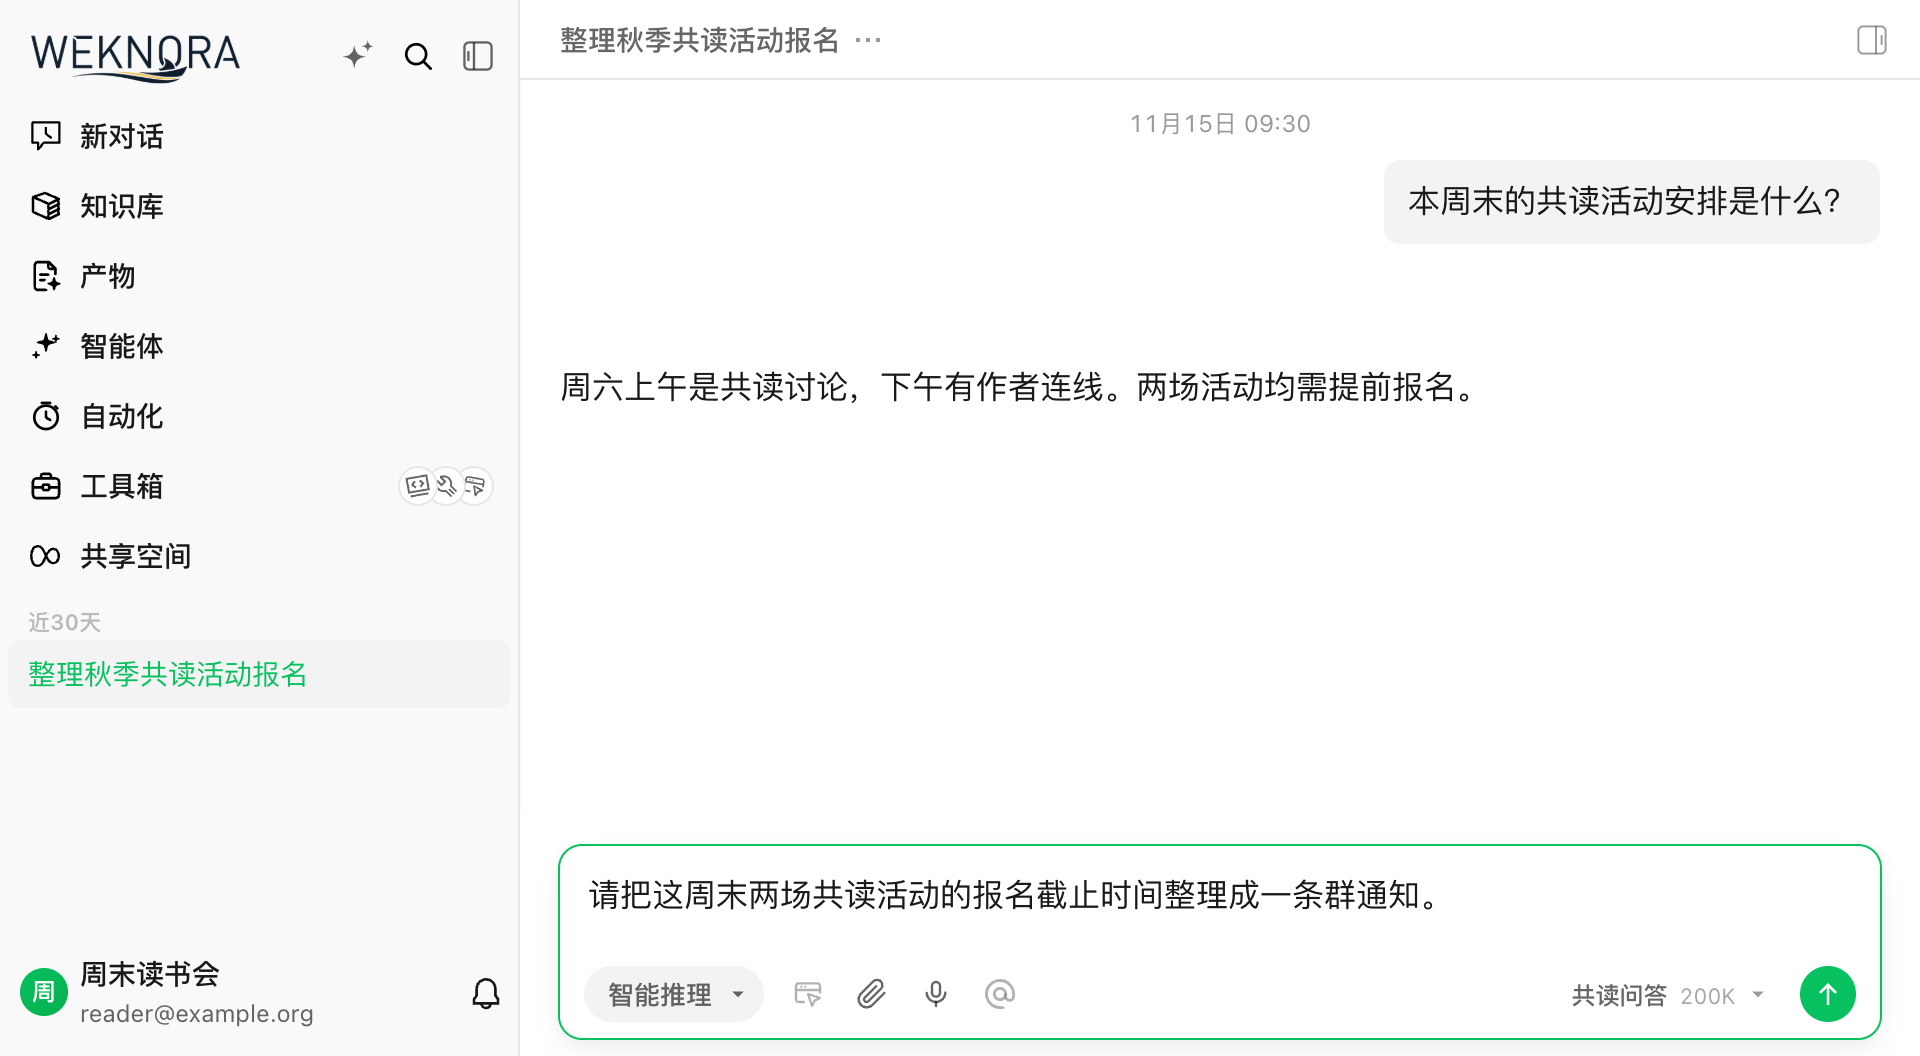 WEKNORA
新对话
知识库
产物
智能体
自动化
工具箱
共享空间
近30天
整理秋季共读活动报名
周
周末读书会
reader@example.org
整理秋季共读活动报名 ···
11月15日 09:30
本周末的共读活动安排是什么？
周六上午是共读讨论，下午有作者连线。两场活动均需提前报名。
请把这周末两场共读活动的报名截止时间整理成一条群通知。
智能推理
共读问答 200K